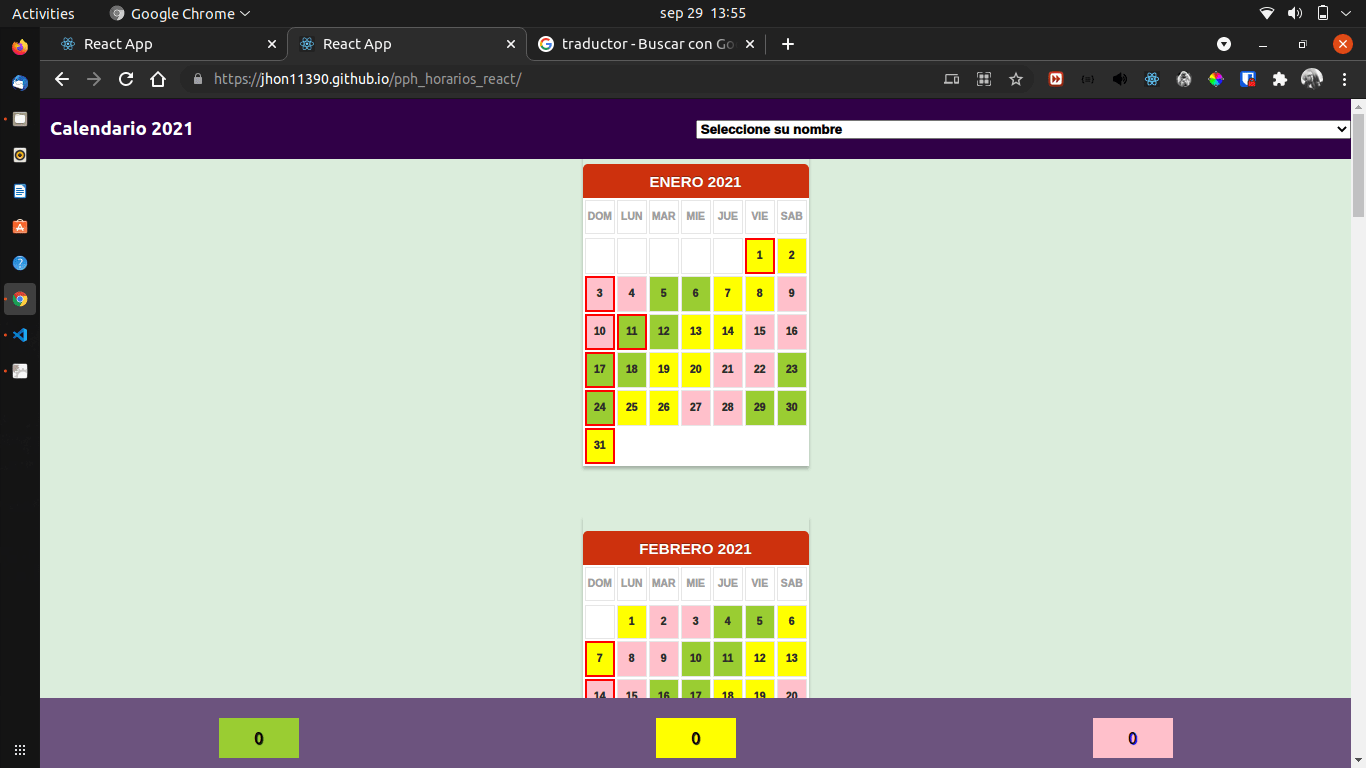 Activities Google Chrome sep 29 13:55
React App React App traductor - Buscar con Go
https://jhon11390.github.io/pph_horarios_react/
Calendario 2021 Seleccione su nombre
ENERO 2021
DOM LUN MAR MIE JUE VIE SAB
1 2
3 4 5 6 7 8 9
10 11 12 13 14 15 16
17 18 19 20 21 22 23
24 25 26 27 28 29 30
31
FEBRERO 2021
DOM LUN MAR MIE JUE VIE SAB
1 2 3 4 5 6
7 8 9 10 11 12 13
14 15 16 17 18 19 20
0 0 0